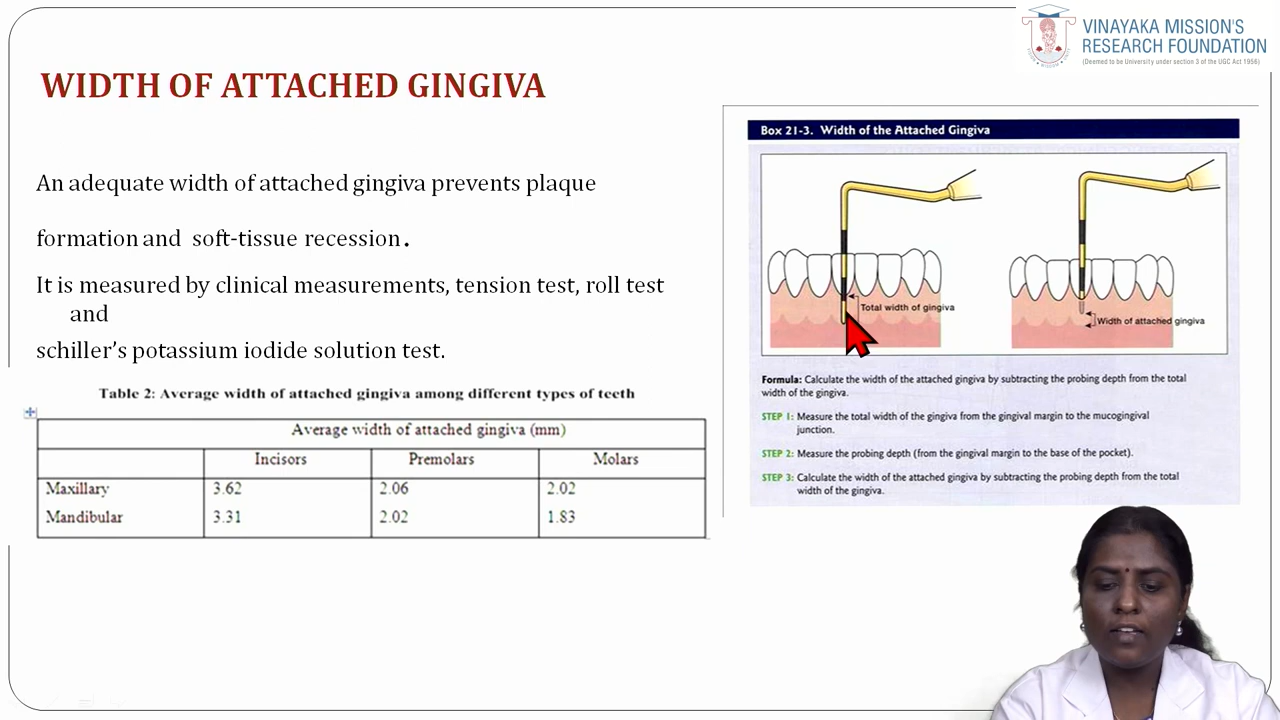 VINAYAKA MISSION'S
RESEARCH FOUNDATION
(Deemed to be University under section 3 of the UGC Act 1956)
WIDTH OF ATTACHED GINGIVA
An adequate width of attached gingiva prevents plaque
formation and soft-tissue recession.
It is measured by clinical measurements, tension test, roll test
and
schiller's potassium iodide solution test.
Table 2: Average width of attached gingiva among different types of teeth
Average width of attached gingiva (mm)
Incisors Premolars Molars
Maxillary 3.62 2.06 2.02
Mandibular 3.31 2.02 1.83
Box 21-3. Width of the Attached Gingiva
Total width of gingiva
Width of attached gingiva
Formula: Calculate the width of the attached gingiva by subtracting the probing depth from the total
width of the gingiva.
STEP 1: Measure the total width of the gingiva from the gingival margin to the mucogingival
junction.
STEP 2: Measure the probing depth (from the gingival margin to the base of the pocket).
STEP 3: Calculate the width of the attached gingiva by subtracting the probing depth from the total
width of the gingiva.